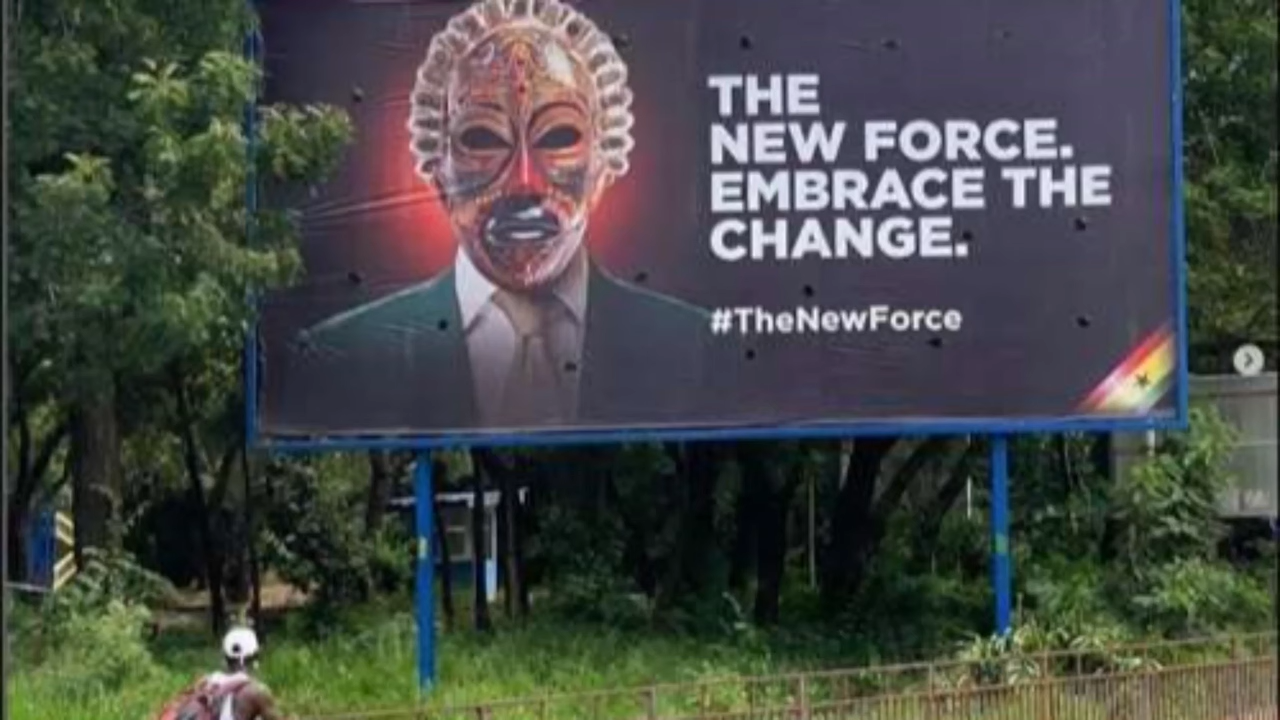 THE
NEW FORCE.
EMBRACE THE
CHANGE.
#TheNewForce